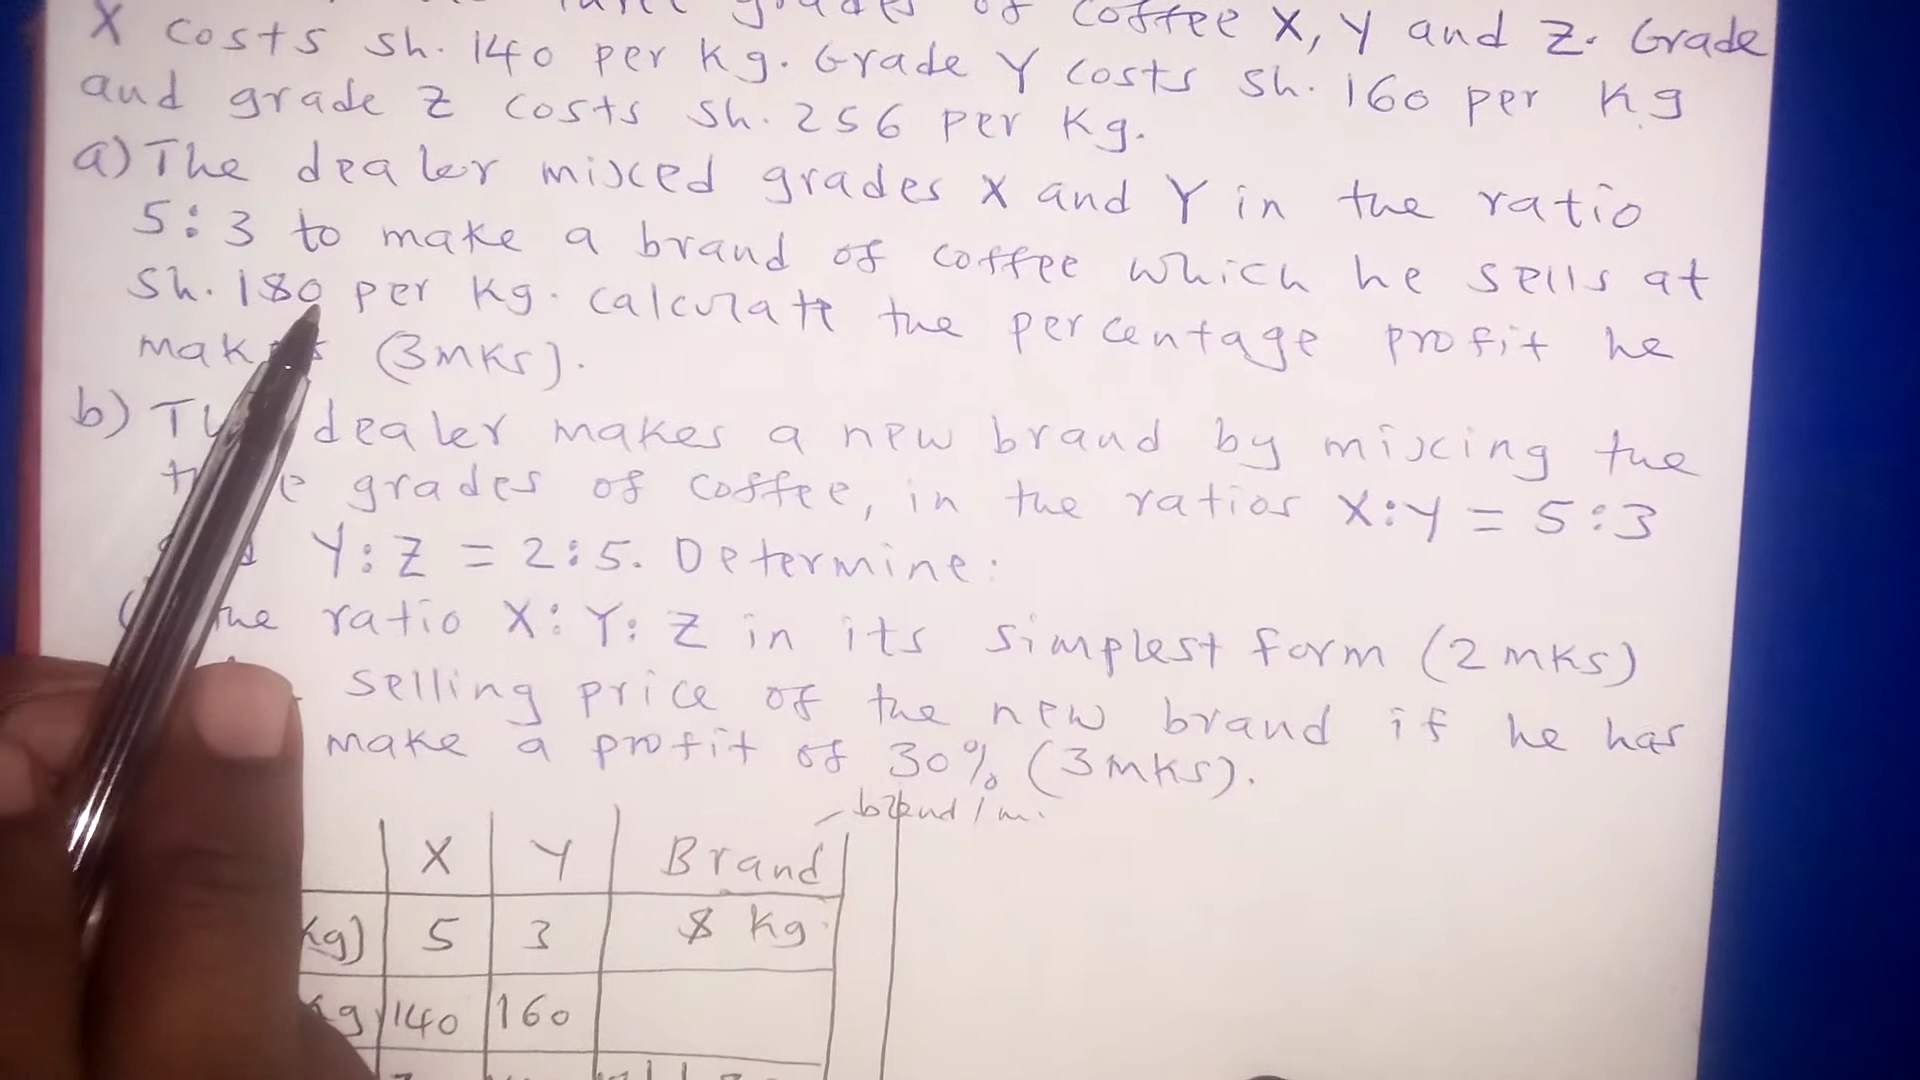 grades of coffee X, Y and Z. Grade
X costs sh. 140 per kg. Grade Y costs sh. 160 per kg
and grade Z costs sh. 256 per kg.
a) The dealer mixed grades X and Y in the ratio
5:3 to make a brand of coffee which he sells at
sh. 180 per kg. calculate the percentage profit he
mak (3mks).
b) dealer makes a new brand by mixing the
grades of coffee, in the ratios X:Y = 5:3
Y:Z = 2:5. Determine:
ratio X:Y:Z in its simplest form (2mks)
selling price of the new brand if he has
make a profit of 30% (3mks).
X Y Brand
kg) 5 3 8 kg
140 160